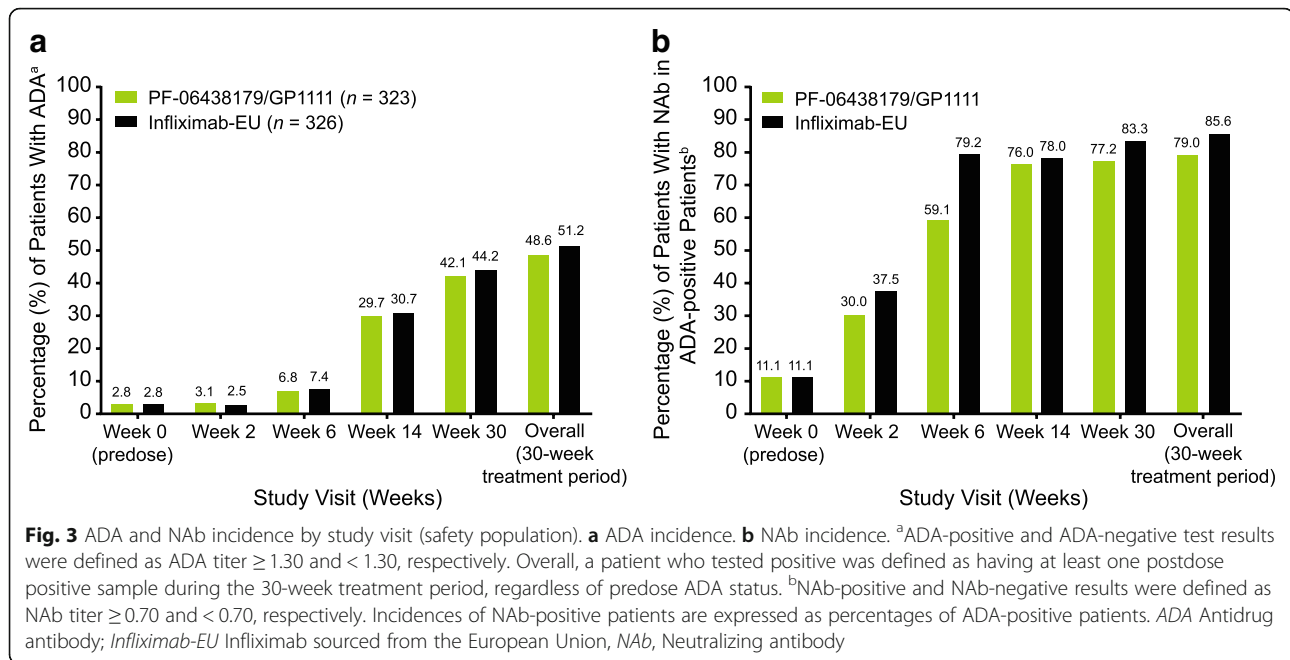 a
Percentage (%) of Patients With ADAᵃ
100
90
80
70
60
50
40
30
20
10
0
PF-06438179/GP1111 (n = 323)
Infliximab-EU (n = 326)
2.8 2.8
3.1 2.5
6.8 7.4
29.7 30.7
42.1 44.2
48.6 51.2
Week 0 Week 2 Week 6 Week 14 Week 30 Overall
(predose) (30-week
treatment period)
Study Visit (Weeks)
b
Percentage (%) of Patients With NAb in
ADA-positive Patientsᵇ
100
90
80
70
60
50
40
30
20
10
0
PF-06438179/GP1111
Infliximab-EU
11.1 11.1
30.0 37.5
59.1 79.2
76.0 78.0
77.2 83.3
79.0 85.6
Week 0 Week 2 Week 6 Week 14 Week 30 Overall
(predose) (30-week
treatment period)
Study Visit (Weeks)
Fig. 3 ADA and NAb incidence by study visit (safety population). a ADA incidence. b NAb incidence. ᵃADA-positive and ADA-negative test results
were defined as ADA titer ≥ 1.30 and < 1.30, respectively. Overall, a patient who tested positive was defined as having at least one postdose
positive sample during the 30-week treatment period, regardless of predose ADA status. ᵇNAb-positive and NAb-negative results were defined as
NAb titer ≥ 0.70 and < 0.70, respectively. Incidences of NAb-positive patients are expressed as percentages of ADA-positive patients. ADA Antidrug
antibody; Infliximab-EU Infliximab sourced from the European Union, NAb, Neutralizing antibody